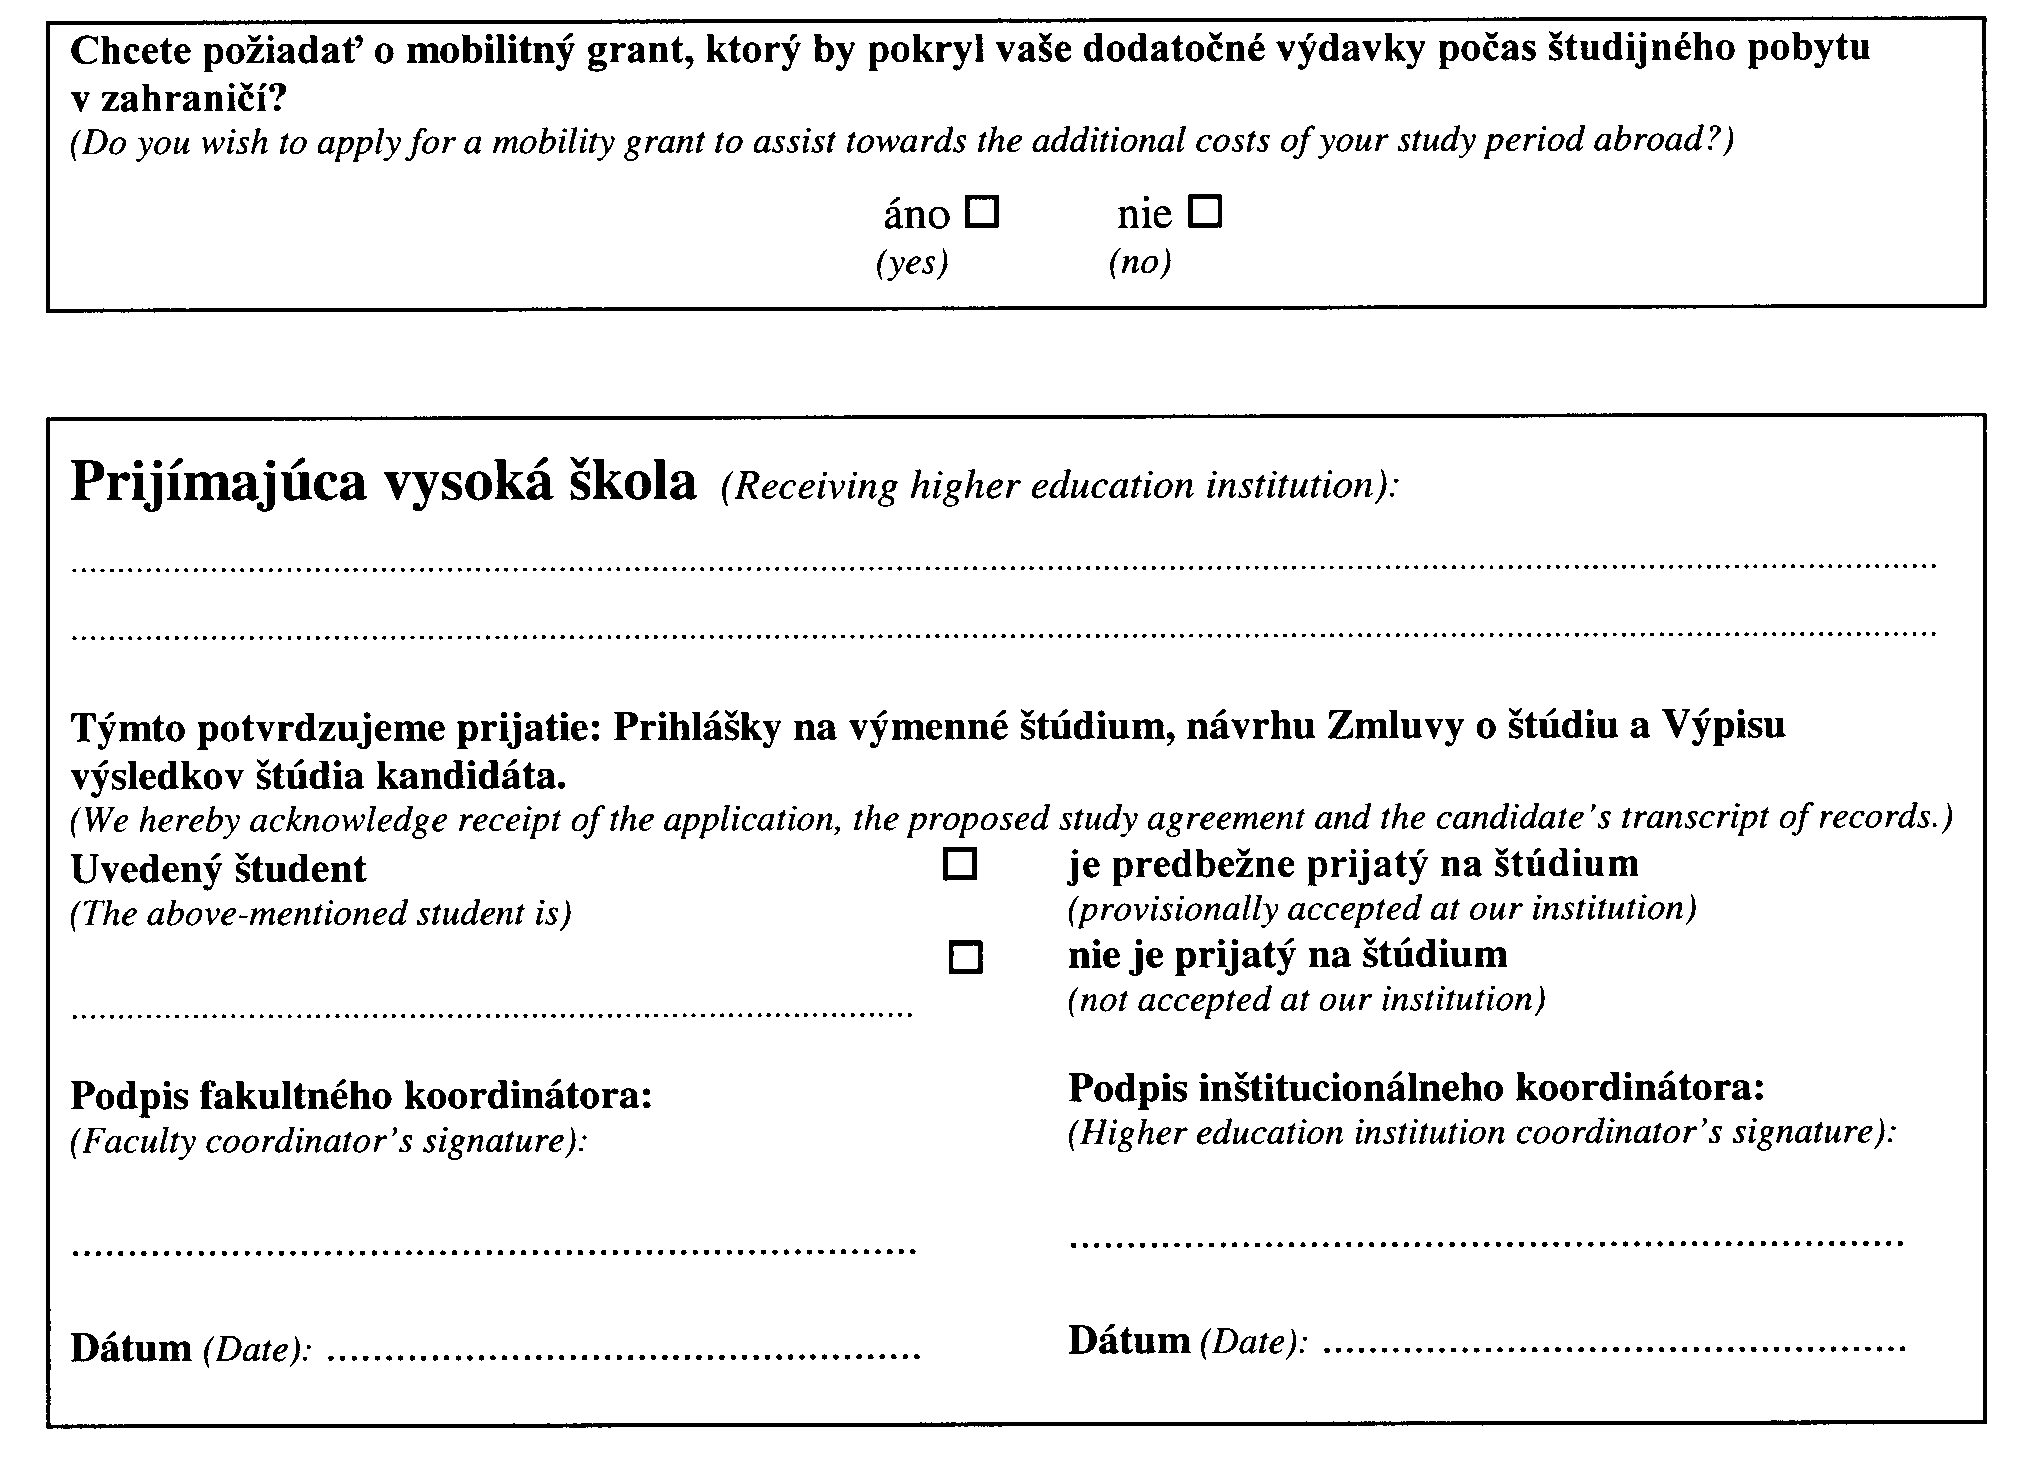 Chcete požiadať o mobilitný grant, ktorý by pokryl vaše dodatočné výdavky počas študijného pobytu
v zahraničí?
(Do you wish to apply for a mobility grant to assist towards the additional costs of your study period abroad?)
áno ☐ nie ☐
(yes) (no)
Prijímajúca vysoká škola (Receiving higher education institution):
Týmto potvrdzujeme prijatie: Prihlášky na výmenné štúdium, návrhu Zmluvy o štúdiu a Výpisu
výsledkov štúdia kandidáta.
(We hereby acknowledge receipt of the application, the proposed study agreement and the candidate's transcript of records.)
Uvedený študent ☐ je predbežne prijatý na štúdium
(The above-mentioned student is) (provisionally accepted at our institution)
☐ nie je prijatý na štúdium
(not accepted at our institution)
Podpis fakultného koordinátora: Podpis inštitucionálneho koordinátora:
(Faculty coordinator's signature): (Higher education institution coordinator's signature):
Dátum (Date): Dátum (Date):